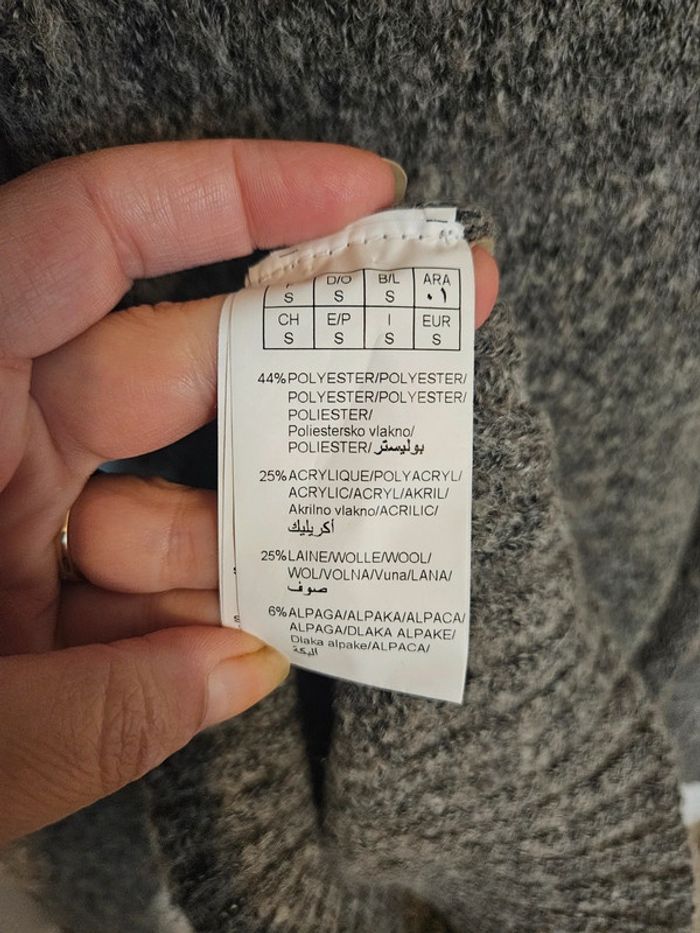 D/O B/L ARA
S S S ٠١
CH E/P I EUR
S S S S
44% POLYESTER/POLYESTER/
POLYESTER/POLYESTER/
POLIESTER/
Poliestersko vlakno/
POLIESTER/بوليستر
25% ACRYLIQUE/POLYACRYL/
ACRYLIC/ACRYL/AKRIL/
Akrilno vlakno/ACRILIC/
أكريليك
25% LAINE/WOLLE/WOOL/
WOL/VOLNA/Vuna/LANA/
صوف
6% ALPAGA/ALPAKA/ALPACA/
ALPAGA/DLAKA ALPAKE/
Dlaka alpake/ALPACA/